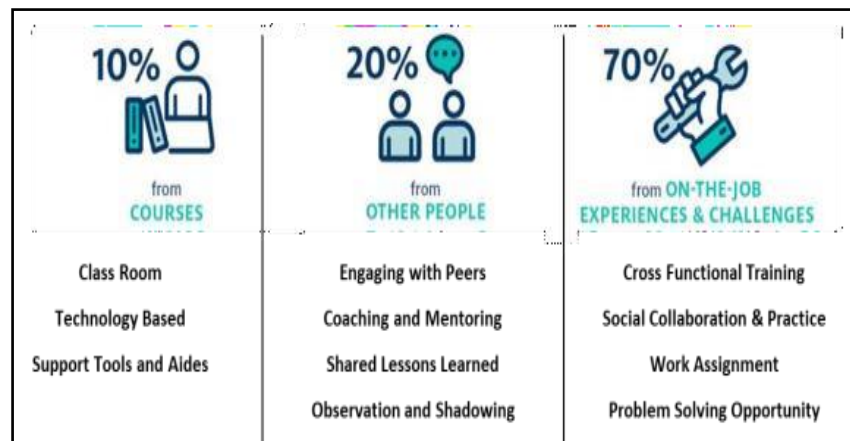 10%
from
COURSES
Class Room
Technology Based
Support Tools and Aides
20%
from
OTHER PEOPLE
Engaging with Peers
Coaching and Mentoring
Shared Lessons Learned
Observation and Shadowing
70%
from ON-THE-JOB
EXPERIENCES & CHALLENGES
Cross Functional Training
Social Collaboration & Practice
Work Assignment
Problem Solving Opportunity